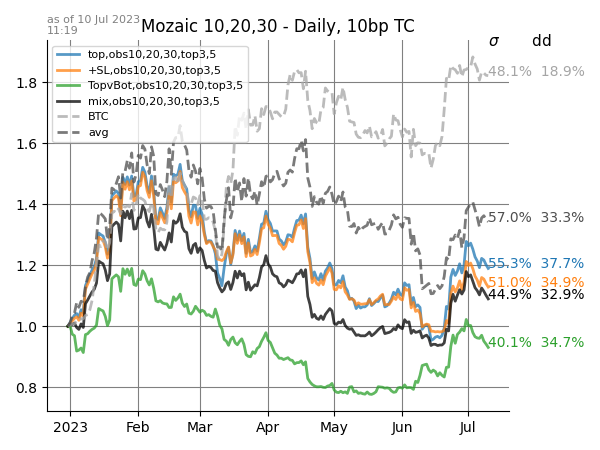 as of 10 Jul 2023
11:19
Mozaic 10,20,30 - Daily, 10bp TC
σ dd
top,obs10,20,30,top3,5
+SL,obs10,20,30,top3,5
TopvBot,obs10,20,30,top3,5
mix,obs10,20,30,top3,5
BTC
avg
48.1% 18.9%
57.0% 33.3%
55.3% 37.7%
51.0% 34.9%
44.9% 32.9%
40.1% 34.7%
1.8
1.6
1.4
1.2
1.0
0.8
2023 Feb Mar Apr May Jun Jul